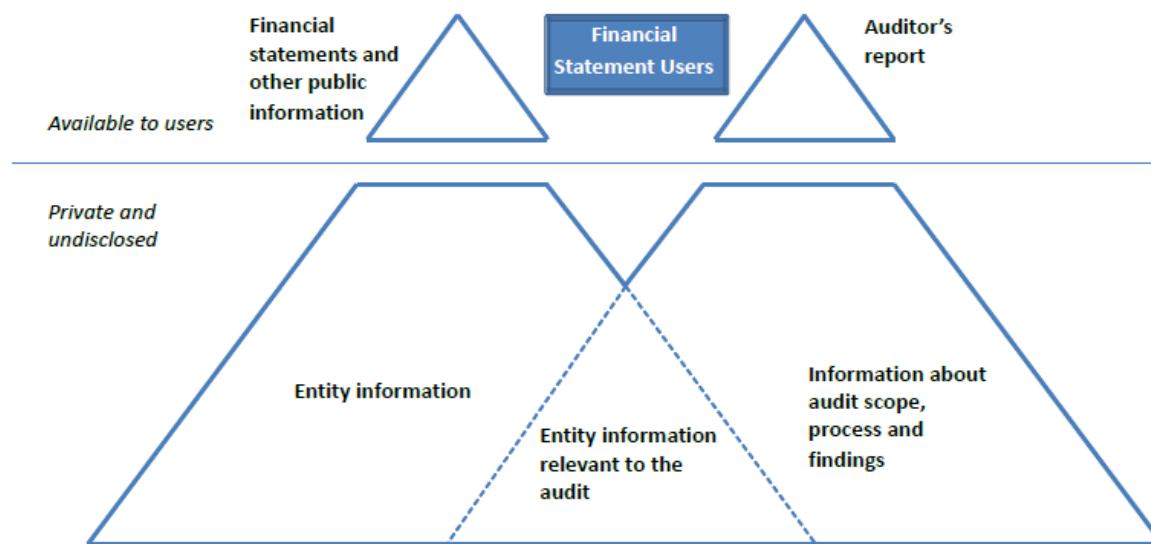 Financial
statements and
other public
information
Financial
Statement Users
Auditor’s
report
Available to users
Private and
undisclosed
Entity information
Entity information
relevant to the
audit
Information about
audit scope,
process and
findings